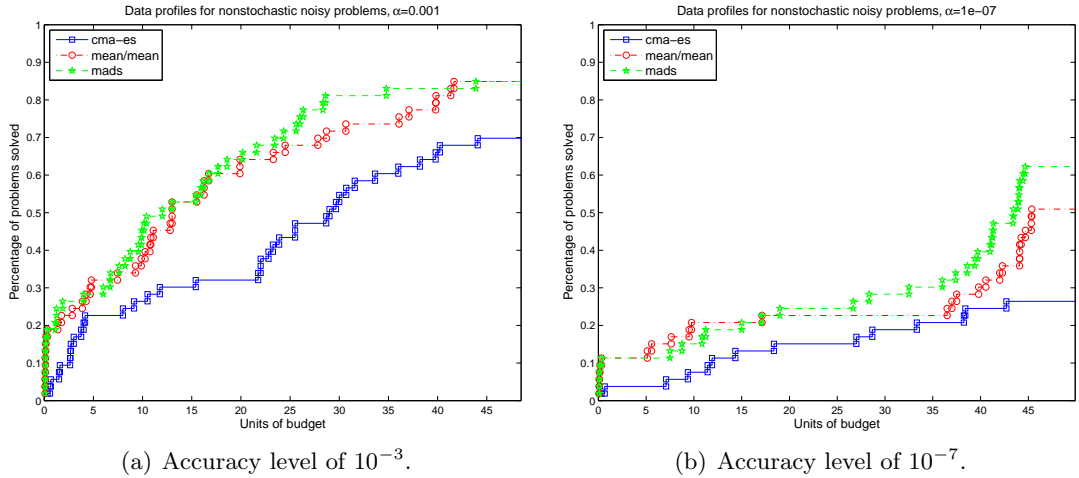 Data profiles for nonstochastic noisy problems, α=0.001
1
0.9
0.8
0.7
0.6
0.5
0.4
0.3
0.2
0.1
0
Percentage of problems solved
cma−es
mean/mean
mads
0 5 10 15 20 25 30 35 40 45
Units of budget
(a) Accuracy level of 10⁻³.
Data profiles for nonstochastic noisy problems, α=1e−07
1
0.9
0.8
0.7
0.6
0.5
0.4
0.3
0.2
0.1
0
Percentage of problems solved
cma−es
mean/mean
mads
0 5 10 15 20 25 30 35 40 45
Units of budget
(b) Accuracy level of 10⁻⁷.